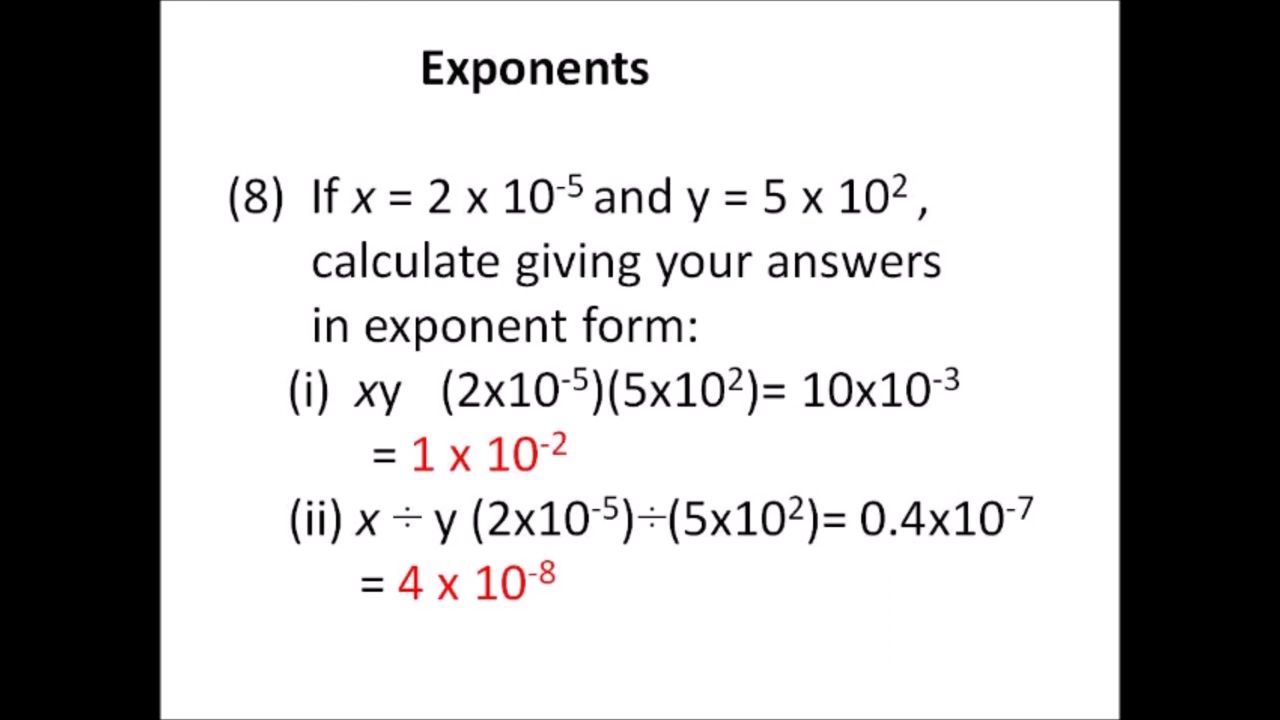 Exponents
(8) If x = 2 x 10⁻⁵ and y = 5 x 10² ,
calculate giving your answers
in exponent form:
(i) xy (2x10⁻⁵)(5x10²)= 10x10⁻³
= 1 x 10⁻²
(ii) x ÷ y (2x10⁻⁵)÷(5x10²)= 0.4x10⁻⁷
= 4 x 10⁻⁸